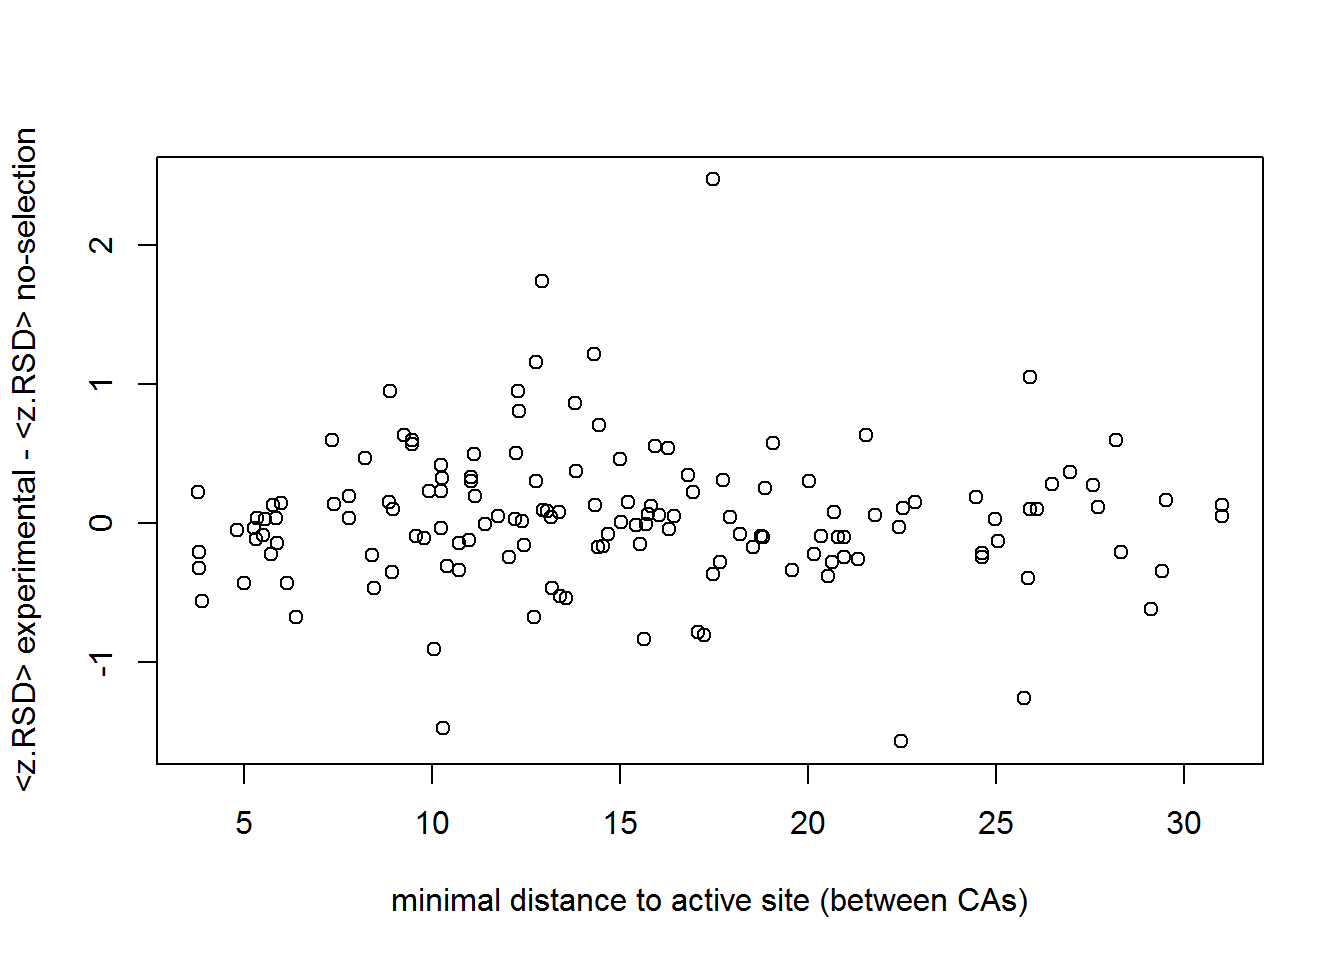 <z.RSD> experimental - <z.RSD> no-selection
2
1
0
-1
5 10 15 20 25 30
minimal distance to active site (between CAs)